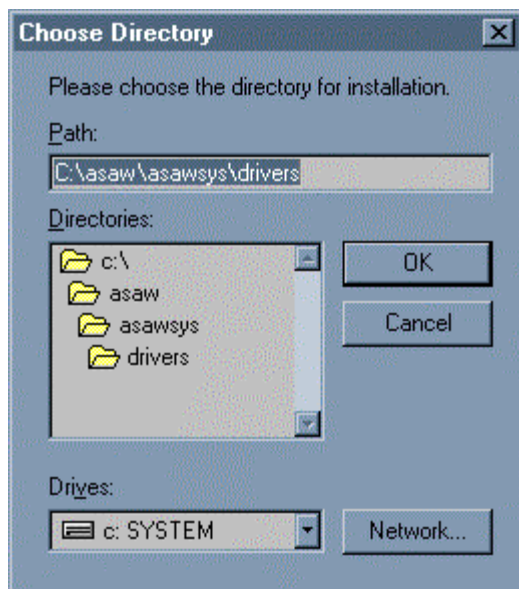 Choose Directory
Please choose the directory for installation.
Path:
C:\asaw\asawsys\drivers
Directories:
c:\
asaw
asawsys
drivers
OK
Cancel
Drives:
c: SYSTEM
Network...